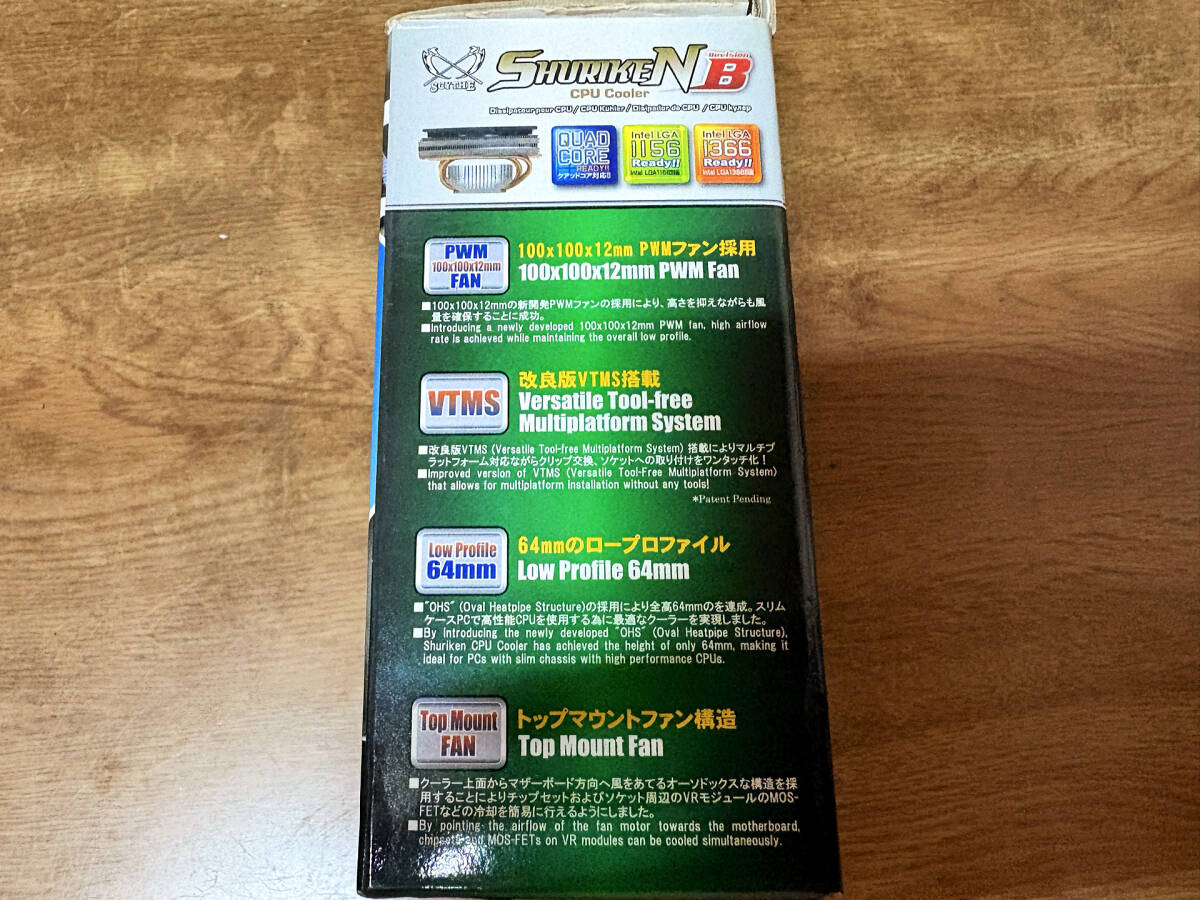 SCYTHE
SHURIKEN Revision B
CPU Cooler
Dissipateur pour CPU / CPU Kühler / Disipador de CPU / CPU кулер
QUAD CORE READY!!
クアッドコア対応!!
Intel LGA 1156 Ready!!
Intel LGA 1366 Ready!!
PWM 100x100x12mm FAN
100x100x12mm PWMファン採用
100x100x12mm PWM Fan
■100x100x12mmの新開発PWMファンの採用により、高さを抑えながらも風
量を確保することに成功。
■Introducing a newly developed 100x100x12mm PWM fan, high airflow
rate is achieved while maintaining the overall low profile.
VTMS
改良版VTMS搭載
Versatile Tool-free
Multiplatform System
■改良版VTMS (Versatile Tool-free Multiplatform System) 搭載によりマルチプ
ラットフォーム対応ながらクリップ交換、ソケットへの取り付けをワンタッチ化！
■Improved version of VTMS (Versatile Tool-Free Multiplatform System)
that allows for multiplatform installation without any tools!
*Patent Pending
Low Profile 64mm
64mmのロープロファイル
Low Profile 64mm
■"OHS" (Oval Heatpipe Structure)の採用により全高64mmのを達成。スリム
ケースPCで高性能CPUを使用する為に最適なクーラーを実現しました。
■By introducing the newly developed "OHS" (Oval Heatpipe Structure),
Shuriken CPU Cooler has achieved the height of only 64mm, making it
ideal for PCs with slim chassis with high performance CPUs.
Top Mount FAN
トップマウントファン構造
Top Mount Fan
■クーラー上面からマザーボード方向へ風をあてるオーソドックスな構造を採
用することによりチップセットおよびソケット周辺のVRモジュールのMOS-
FETなどの冷却を簡易に行えるようにしました。
■By pointing the airflow of the fan motor towards the motherboard,
chipsets and MOS-FETs on VR modules can be cooled simultaneously.